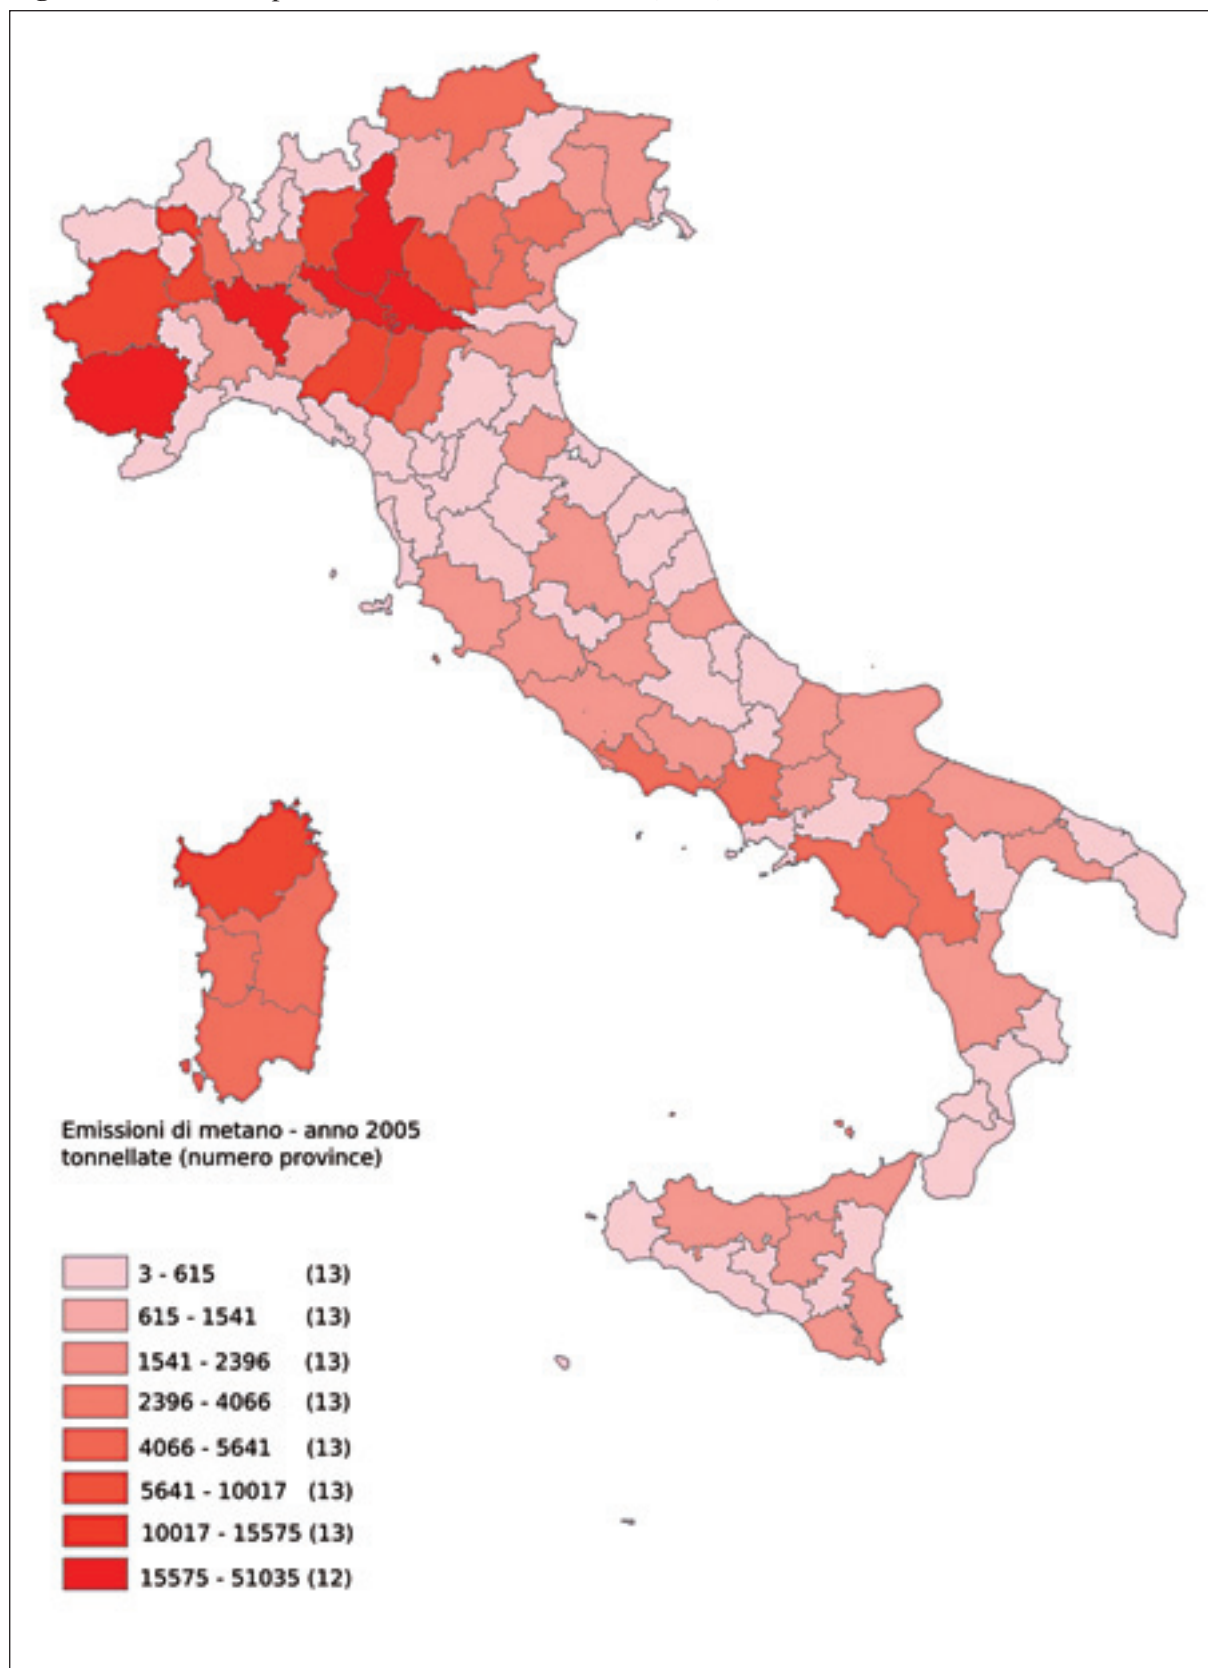 Emissioni di metano - anno 2005
tonnellate (numero province)
3 - 615 (13)
615 - 1541 (13)
1541 - 2396 (13)
2396 - 4066 (13)
4066 - 5641 (13)
5641 - 10017 (13)
10017 - 15575 (13)
15575 - 51035 (12)